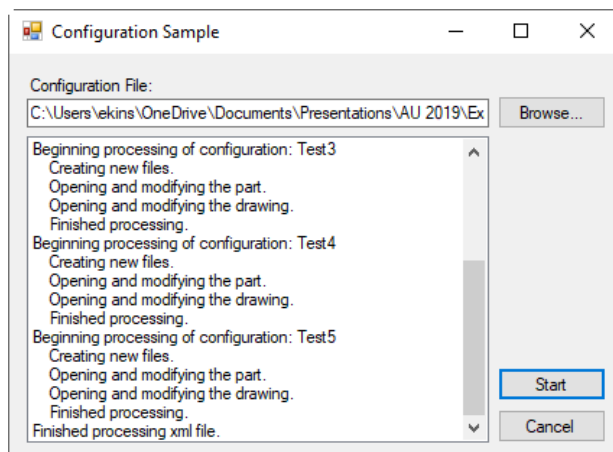 Configuration Sample
Configuration File:
C:\Users\ekins\OneDrive\Documents\Presentations\AU 2019\Ex
Browse...
Beginning processing of configuration: Test3
Creating new files.
Opening and modifying the part.
Opening and modifying the drawing.
Finished processing.
Beginning processing of configuration: Test4
Creating new files.
Opening and modifying the part.
Opening and modifying the drawing.
Finished processing.
Beginning processing of configuration: Test5
Creating new files.
Opening and modifying the part.
Opening and modifying the drawing.
Finished processing.
Finished processing xml file.
Start
Cancel